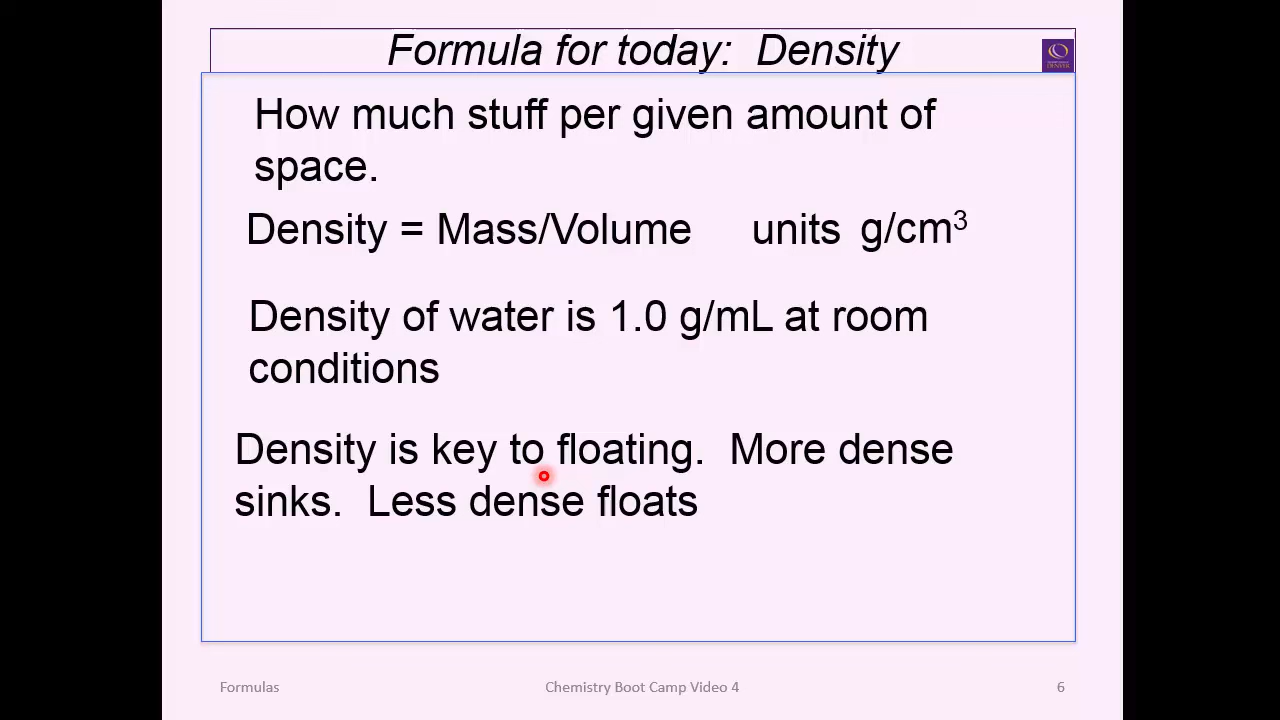 Formula for today:  Density
How much stuff per given amount of
space.
Density = Mass/Volume     units  g/cm³
Density of water is 1.0 g/mL at room
conditions
Density is key to floating.  More dense
sinks.  Less dense floats
Formulas
Chemistry Boot Camp Video 4
6